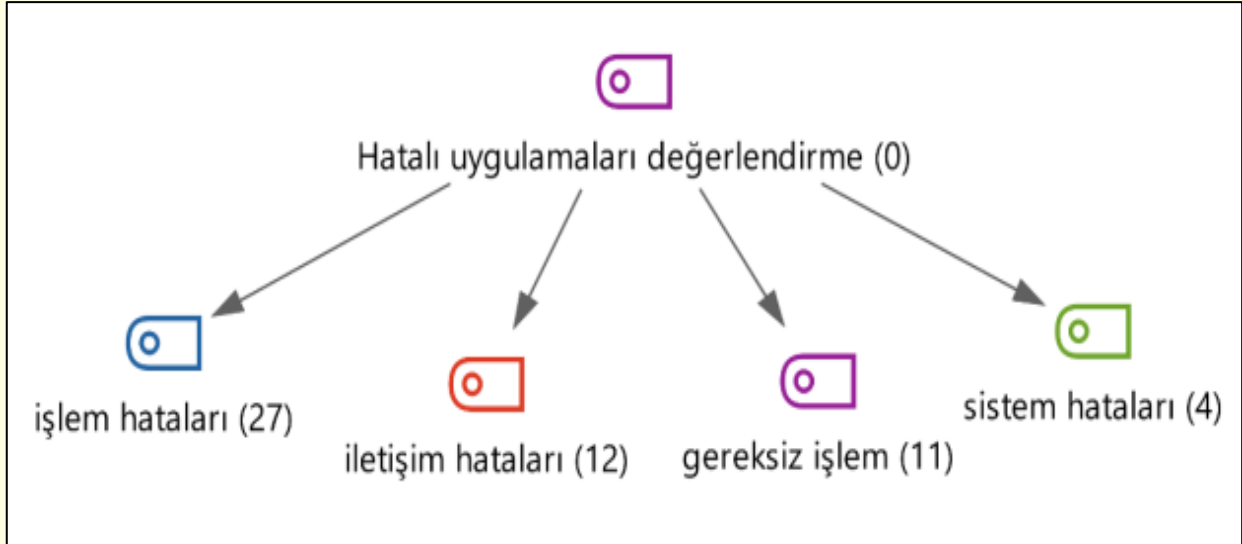 Hatalı uygulamaları değerlendirme (0)
işlem hataları (27)
iletişim hataları (12)
gereksiz işlem (11)
sistem hataları (4)